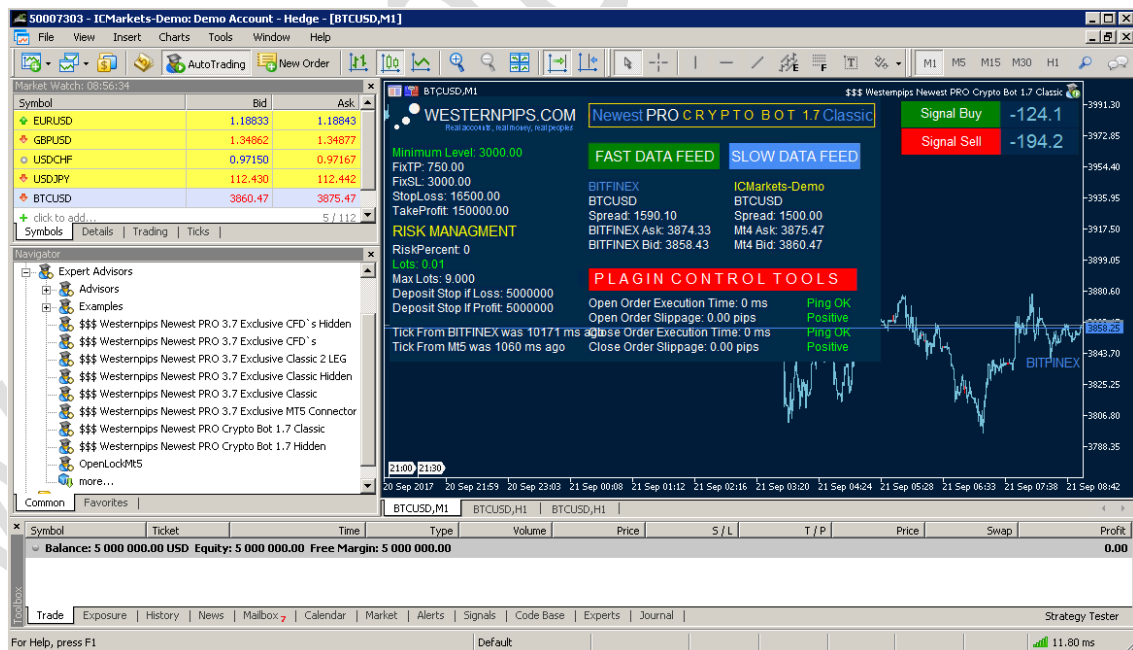 50007303 - ICMarkets-Demo: Demo Account - Hedge - [BTCUSD,M1]
File View Insert Charts Tools Window Help
AutoTrading New Order M1 M5 M15 M30 H1
Market Watch: 08:56:34
Symbol Bid Ask
EURUSD 1.18833 1.18843
GBPUSD 1.34862 1.34877
USDCHF 0.97150 0.97167
USDJPY 112.430 112.442
BTCUSD 3860.47 3875.47
click to add... 5 / 112
Symbols Details Trading Ticks
Navigator
Expert Advisors
Advisors
Examples
$$$ Westernpips Newest PRO 3.7 Exclusive CFD`s Hidden
$$$ Westernpips Newest PRO 3.7 Exclusive CFD`s
$$$ Westernpips Newest PRO 3.7 Exclusive Classic 2 LEG
$$$ Westernpips Newest PRO 3.7 Exclusive Classic Hidden
$$$ Westernpips Newest PRO 3.7 Exclusive Classic
$$$ Westernpips Newest PRO 3.7 Exclusive MT5 Connector
$$$ Westernpips Newest PRO Crypto Bot 1.7 Classic
$$$ Westernpips Newest PRO Crypto Bot 1.7 Hidden
OpenLockMt5
more...
Common Favorites
BTCUSD,M1
$$$ Westernpips Newest PRO Crypto Bot 1.7 Classic
WESTERNPIPS.COM
Real accounts, real money, real peoples
Newest PRO CRYPTO BOT 1.7 Classic
Signal Buy -124.1
Signal Sell -194.2
Minimum Level: 3000.00
FixTP: 750.00
FixSL: 3000.00
StopLoss: 16500.00
TakeProfit: 150000.00
RISK MANAGMENT
RiskPercent: 0
Lots: 0.01
Max Lots: 9.000
Deposit Stop if Loss: 5000000
Deposit Stop If Profit: 5000000
Tick From BITFINEX was 10171 ms ago
Tick From Mt5 was 1060 ms ago
FAST DATA FEED SLOW DATA FEED
BITFINEX ICMarkets-Demo
BTCUSD BTCUSD
Spread: 1590.10 Spread: 1500.00
BITFINEX Ask: 3874.33 Mt4 Ask: 3875.47
BITFINEX Bid: 3858.43 Mt4 Bid: 3860.47
PLAGIN CONTROL TOOLS
Open Order Execution Time: 0 ms Ping OK
Open Order Slippage: 0.00 pips Positive
Close Order Execution Time: 0 ms Ping OK
Close Order Slippage: 0.00 pips Positive
BITFINEX
3991.30
3972.85
3954.40
3935.95
3917.50
3899.05
3880.60
3858.25
3843.70
3825.25
3806.80
3788.35
21:00 21:30
20 Sep 2017 20 Sep 21:59 20 Sep 23:03 21 Sep 00:08 21 Sep 01:12 21 Sep 02:16 21 Sep 03:20 21 Sep 04:24 21 Sep 05:28 21 Sep 06:33 21 Sep 07:38 21 Sep 08:42
BTCUSD,M1 BTCUSD,H1 BTCUSD,H1
Symbol Ticket Time Type Volume Price S / L T / P Price Swap Profit
Balance: 5 000 000.00 USD Equity: 5 000 000.00 Free Margin: 5 000 000.00 0.00
Toolbox
Trade Exposure History News Mailbox 7 Calendar Market Alerts Signals Code Base Experts Journal Strategy Tester
For Help, press F1 Default 11.80 ms